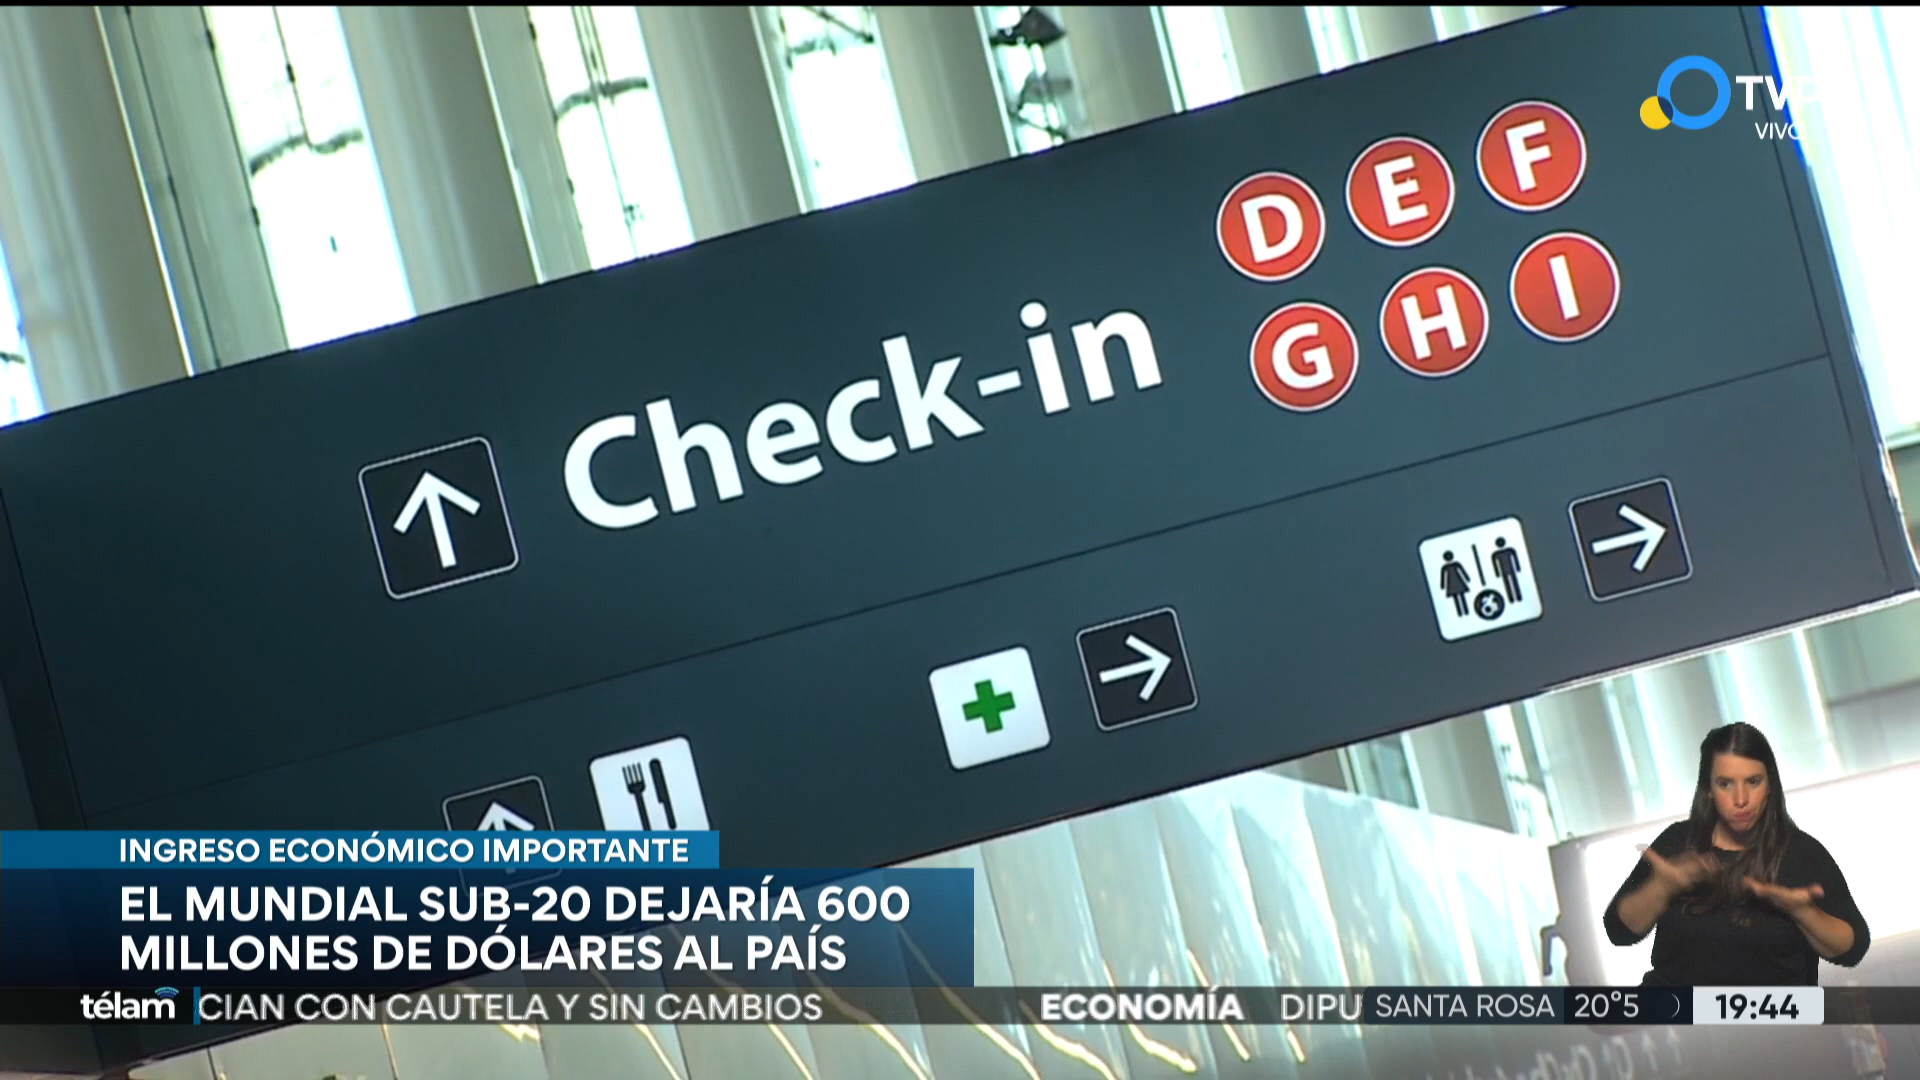 TVP
VIVO
D E F
Check-in
G H I
INGRESO ECONÓMICO IMPORTANTE
EL MUNDIAL SUB-20 DEJARÍA 600
MILLONES DE DÓLARES AL PAÍS
télam CIAN CON CAUTELA Y SIN CAMBIOS ECONOMÍA DIPU SANTA ROSA 20°5 19:44